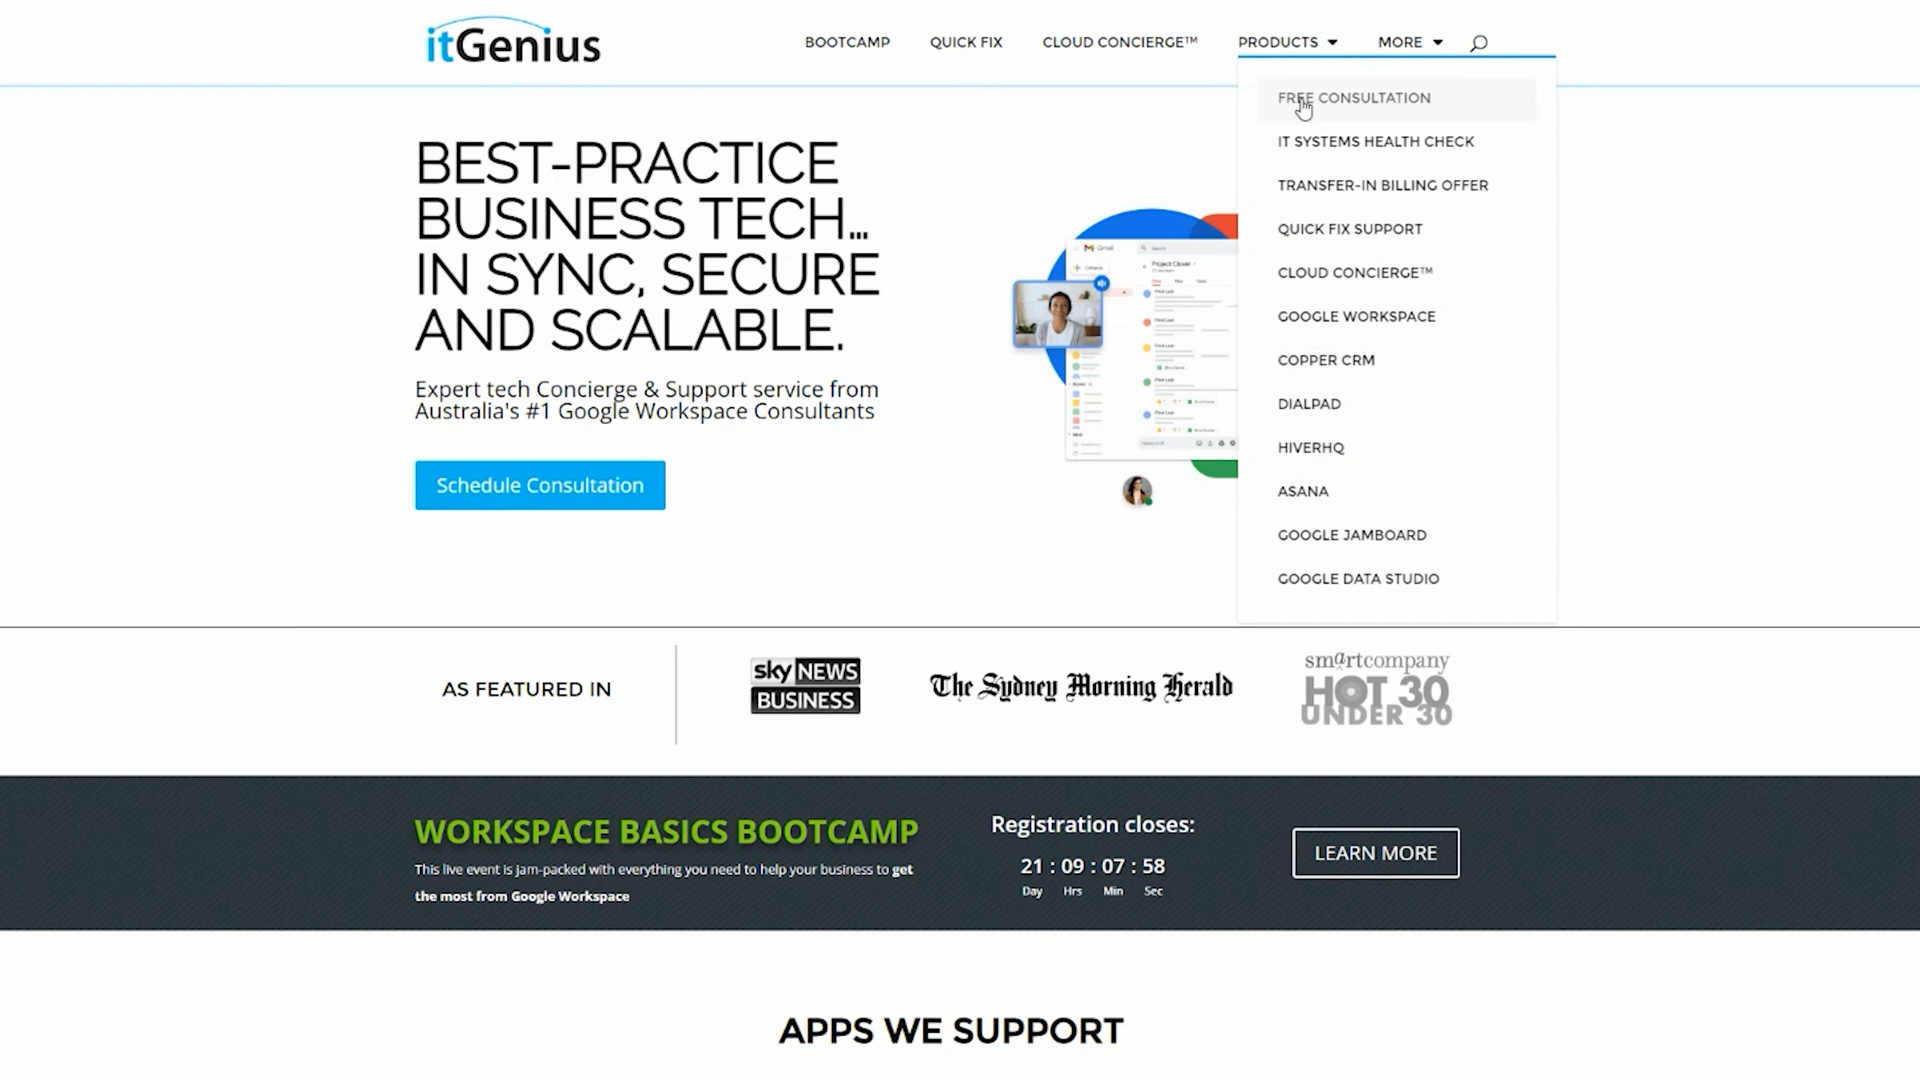 itGenius
BOOTCAMP
QUICK FIX
CLOUD CONCIERGE™
PRODUCTS
MORE
FREE CONSULTATION
IT SYSTEMS HEALTH CHECK
TRANSFER-IN BILLING OFFER
QUICK FIX SUPPORT
CLOUD CONCIERGE™
GOOGLE WORKSPACE
COPPER CRM
DIALPAD
HIVERHQ
ASANA
GOOGLE JAMBOARD
GOOGLE DATA STUDIO
BEST-PRACTICE
BUSINESS TECH...
IN SYNC, SECURE
AND SCALABLE.
Expert tech Concierge & Support service from
Australia's #1 Google Workspace Consultants
Schedule Consultation
Gmail
Project Clover
AS FEATURED IN
sky NEWS
BUSINESS
The Sydney Morning Herald
smartcompany
HOT 30
UNDER 30
WORKSPACE BASICS BOOTCAMP
This live event is jam-packed with everything you need to help your business to get
the most from Google Workspace
Registration closes:
21 : 09 : 07 : 58
Day Hrs Min Sec
LEARN MORE
APPS WE SUPPORT